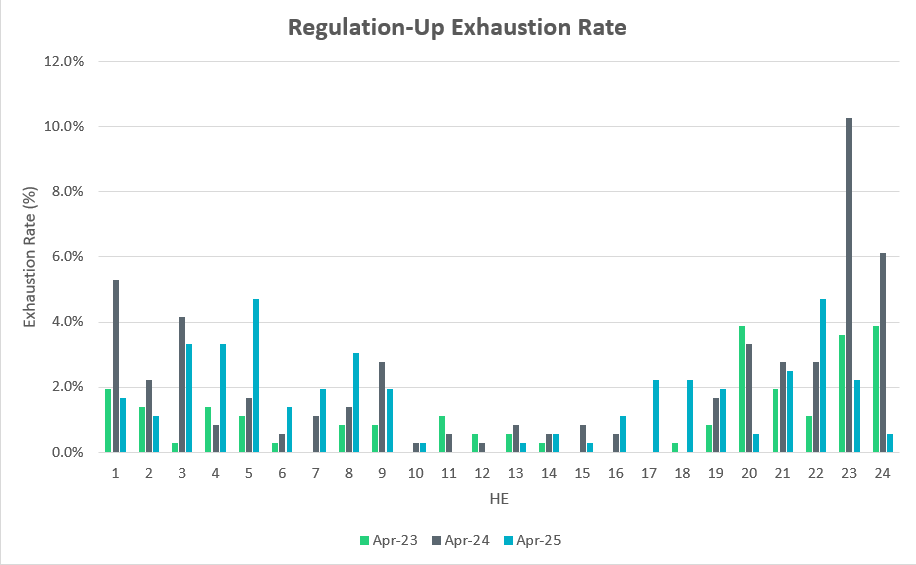 Regulation-Up Exhaustion Rate
12.0%
10.0%
8.0%
6.0%
4.0%
2.0%
0.0%
Exhaustion Rate (%)
1 2 3 4 5 6 7 8 9 10 11 12 13 14 15 16 17 18 19 20 21 22 23 24
HE
Apr-23 Apr-24 Apr-25